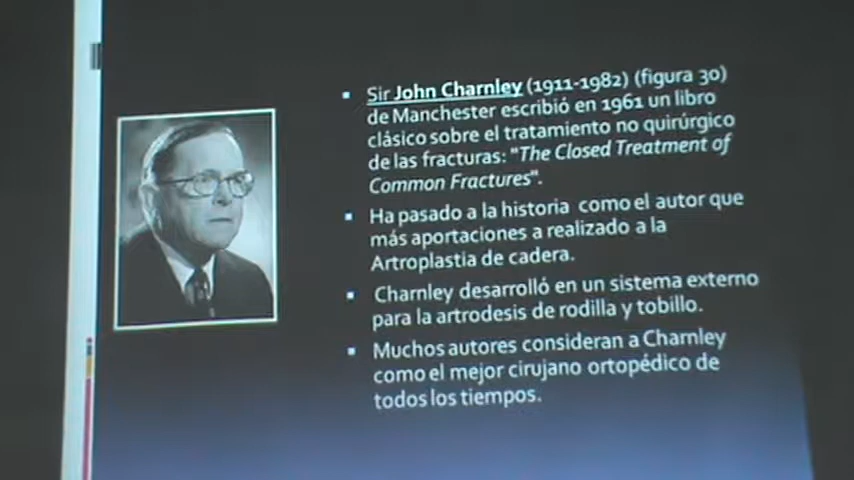 Sir John Charnley (1911-1982) (figura 30)
de Manchester escribió en 1961 un libro
clásico sobre el tratamiento no quirúrgico
de las fracturas: "The Closed Treatment of
Common Fractures".
Ha pasado a la historia como el autor que
más aportaciones a realizado a la
Artroplastia de cadera.
Charnley desarrolló en un sistema externo
para la artrodesis de rodilla y tobillo.
Muchos autores consideran a Charnley
como el mejor cirujano ortopédico de
todos los tiempos.